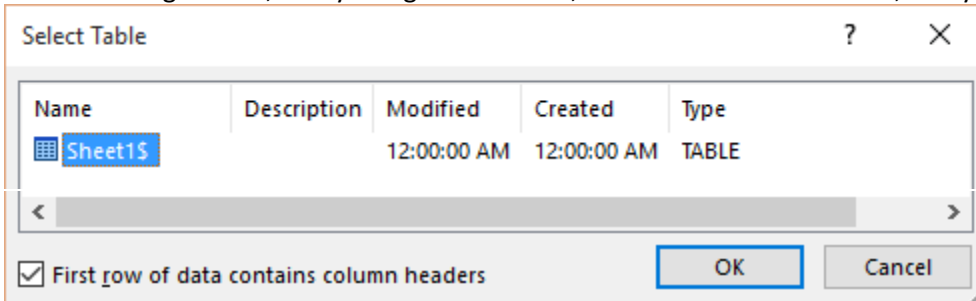 Select Table ? ×
Name Description Modified Created Type
Sheet1$ 12:00:00 AM 12:00:00 AM TABLE
First row of data contains column headers OK Cancel